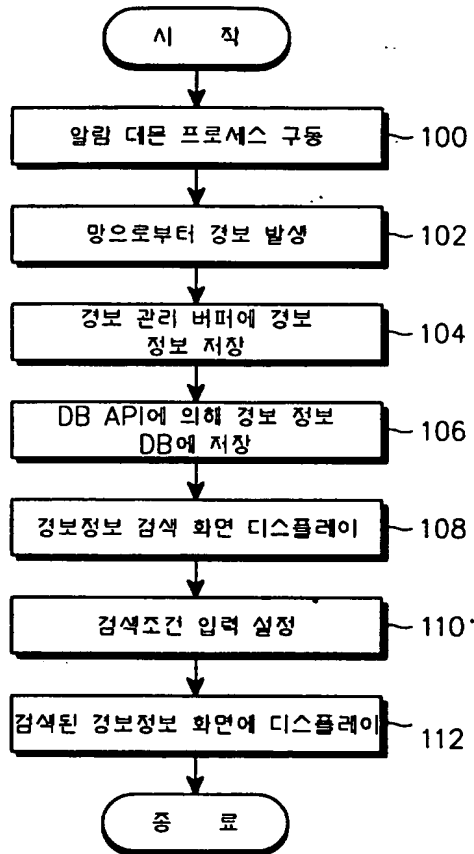 시 작
알람 데몬 프로세스 구동
100
망으로부터 경보 발생
102
경보 관리 버퍼에 경보
정보 저장
104
DB API에 의해 경보 정보
DB에 저장
106
경보정보 검색 화면 디스플레이
108
검색조건 입력 설정
110
검색된 경보정보 화면에 디스플레이
112
종 료